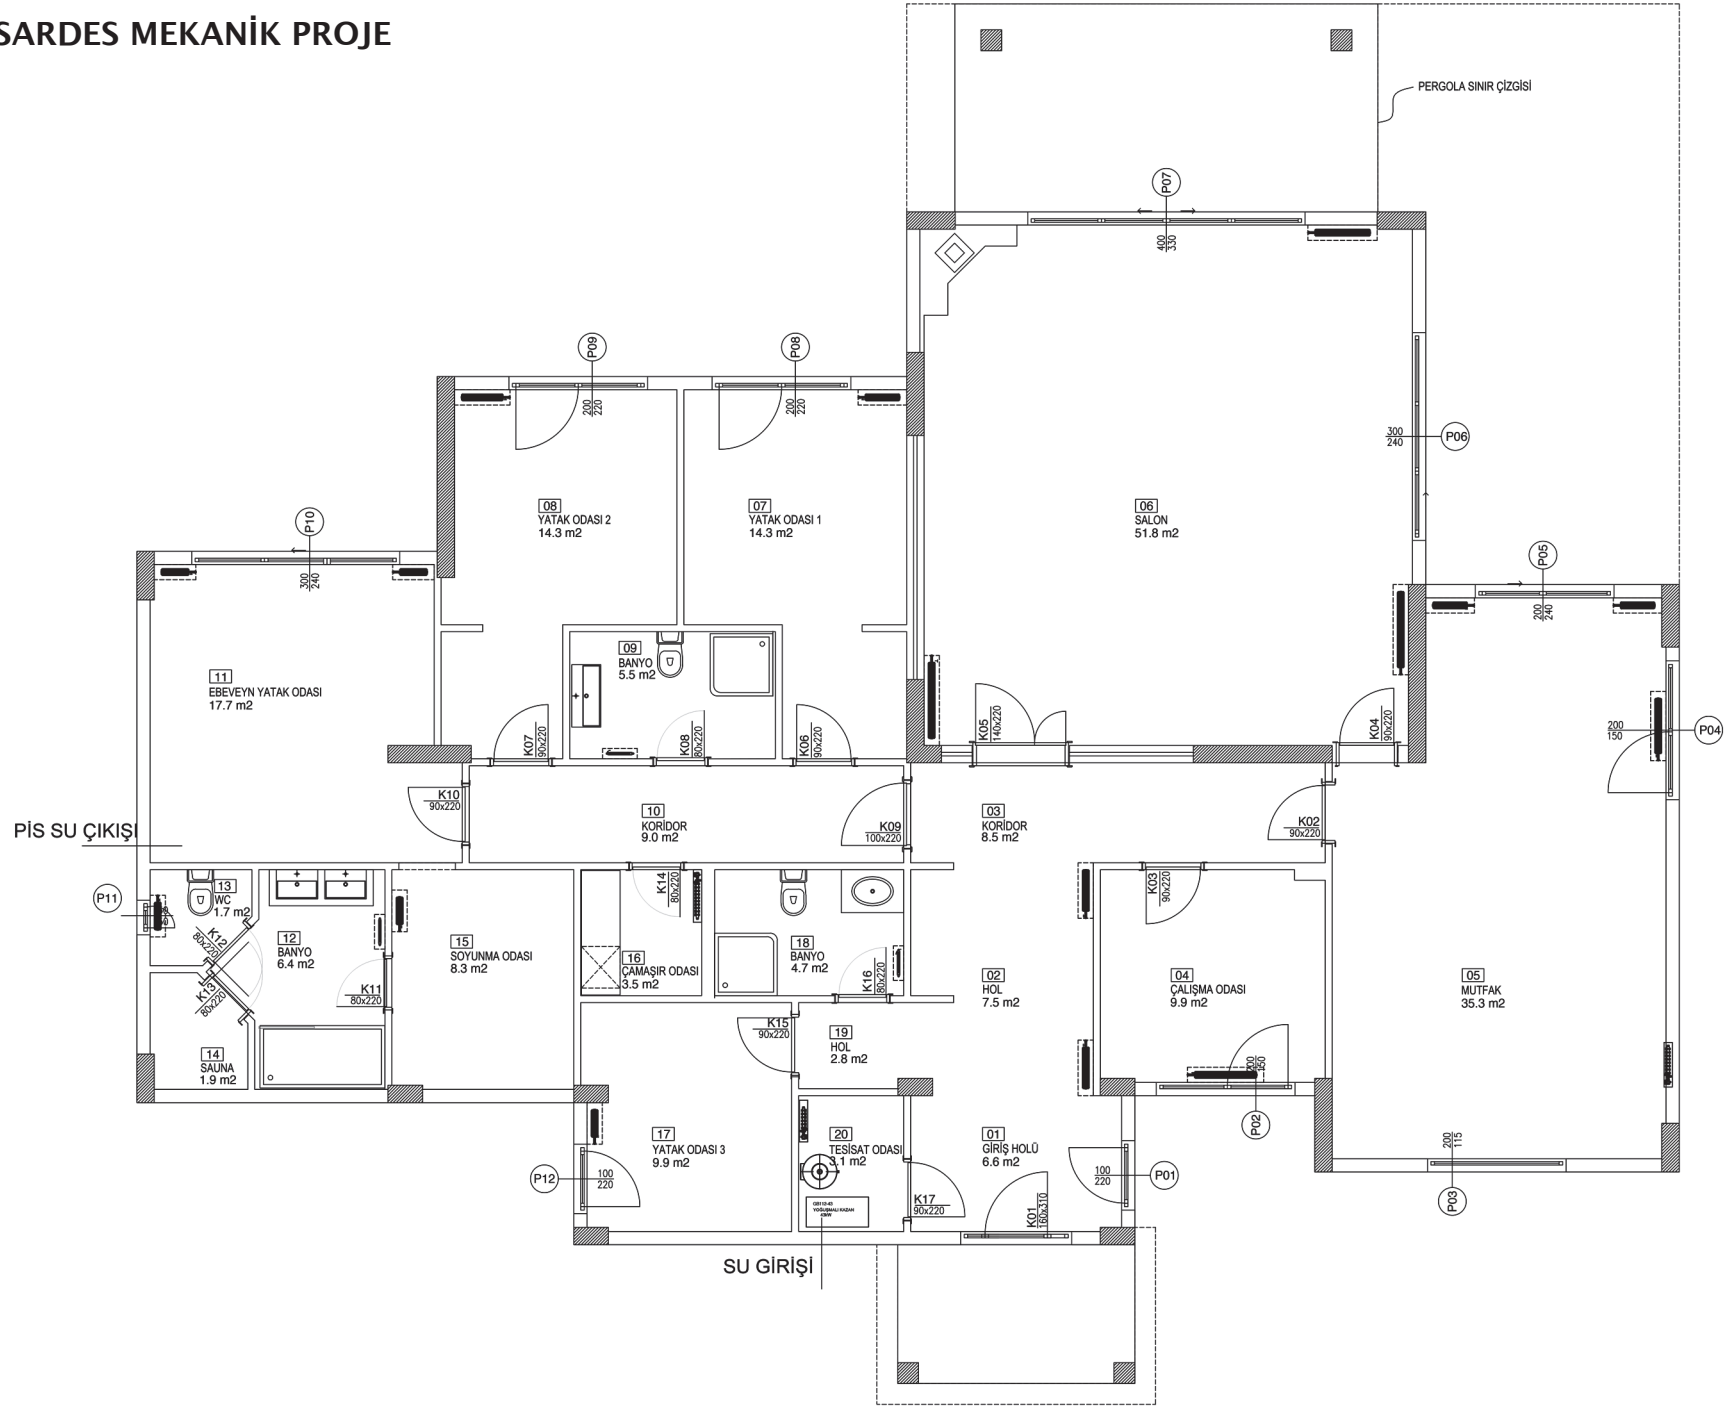 SARDES MEKANİK PROJE
PERGOLA SINIR ÇİZGİSİ
P07
400
330
P09
200
220
P08
200
220
P06
300
240
08
YATAK ODASI 2
14.3 m2
07
YATAK ODASI 1
14.3 m2
06
SALON
51.8 m2
P10
300
240
P05
200
240
09
BANYO
5.5 m2
11
EBEVEYN YATAK ODASI
17.7 m2
K07
90x220
K08
80x220
K06
90x220
K05
140x220
K04
90x220
200
150
P04
K10
90x220
10
KORİDOR
9.0 m2
K09
100x220
03
KORİDOR
8.5 m2
K02
90x220
PİS SU ÇIKIŞI
P11
13
WC
1.7 m2
K12
80x220
12
BANYO
6.4 m2
K13
80x220
K11
80x220
15
SOYUNMA ODASI
8.3 m2
K14
80x220
16
ÇAMAŞIR ODASI
3.5 m2
18
BANYO
4.7 m2
K16
80x220
02
HOL
7.5 m2
K03
90x220
04
ÇALIŞMA ODASI
9.9 m2
05
MUTFAK
35.3 m2
14
SAUNA
1.9 m2
K15
90x220
19
HOL
2.8 m2
200
150
P02
17
YATAK ODASI 3
9.9 m2
20
TESİSAT ODASI
3.1 m2
01
GİRİŞ HOLÜ
6.6 m2
200
115
P03
P12
100
220
100
220
P01
K17
90x220
K01
160x310
GB112-43
YOĞUŞMALI KAZAN
43kW
SU GİRİŞİ